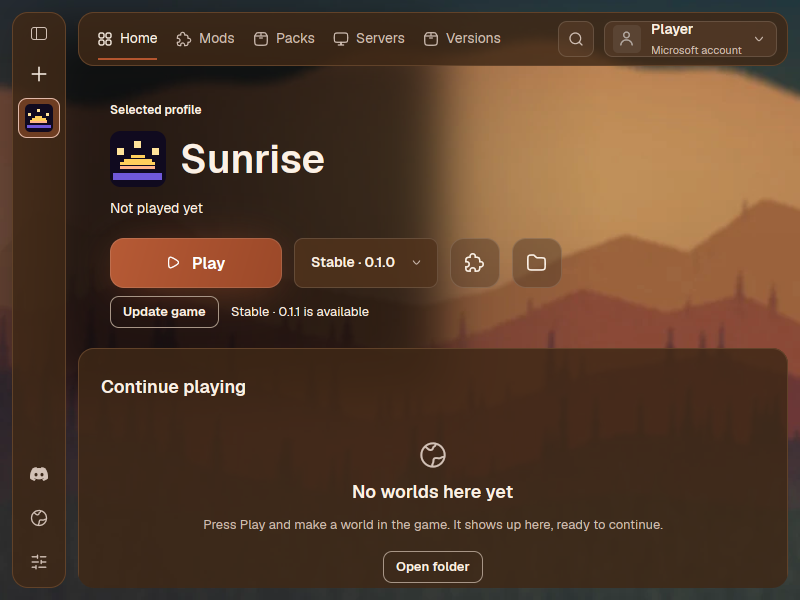 Home
Mods
Packs
Servers
Versions
Player
Microsoft account
Selected profile
Sunrise
Not played yet
Play
Stable · 0.1.0
Update game
Stable · 0.1.1 is available
Continue playing
No worlds here yet
Press Play and make a world in the game. It shows up here, ready to continue.
Open folder